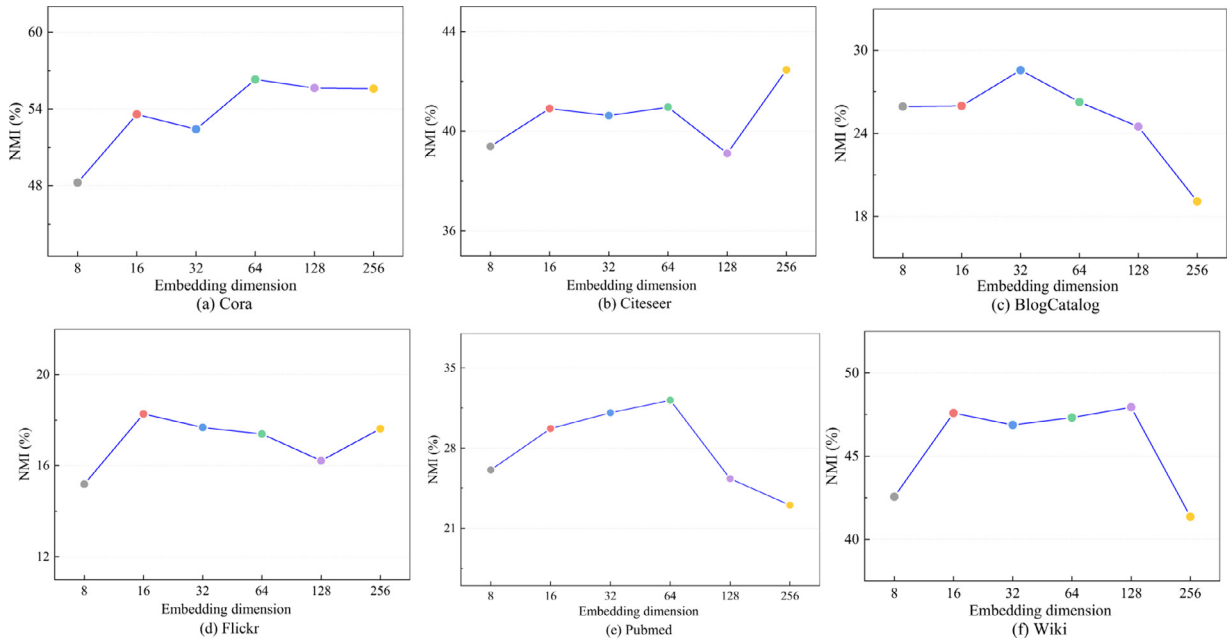 60
54
48
NMI (%)
8 16 32 64 128 256
Embedding dimension
(a) Cora
44
40
36
NMI (%)
8 16 32 64 128 256
Embedding dimension
(b) Citeseer
30
24
18
NMI (%)
8 16 32 64 128 256
Embedding dimension
(c) BlogCatalog
20
16
12
NMI (%)
8 16 32 64 128 256
Embedding dimension
(d) Flickr
35
28
21
NMI (%)
8 16 32 64 128 256
Embedding dimension
(e) Pubmed
50
45
40
NMI (%)
8 16 32 64 128 256
Embedding dimension
(f) Wiki